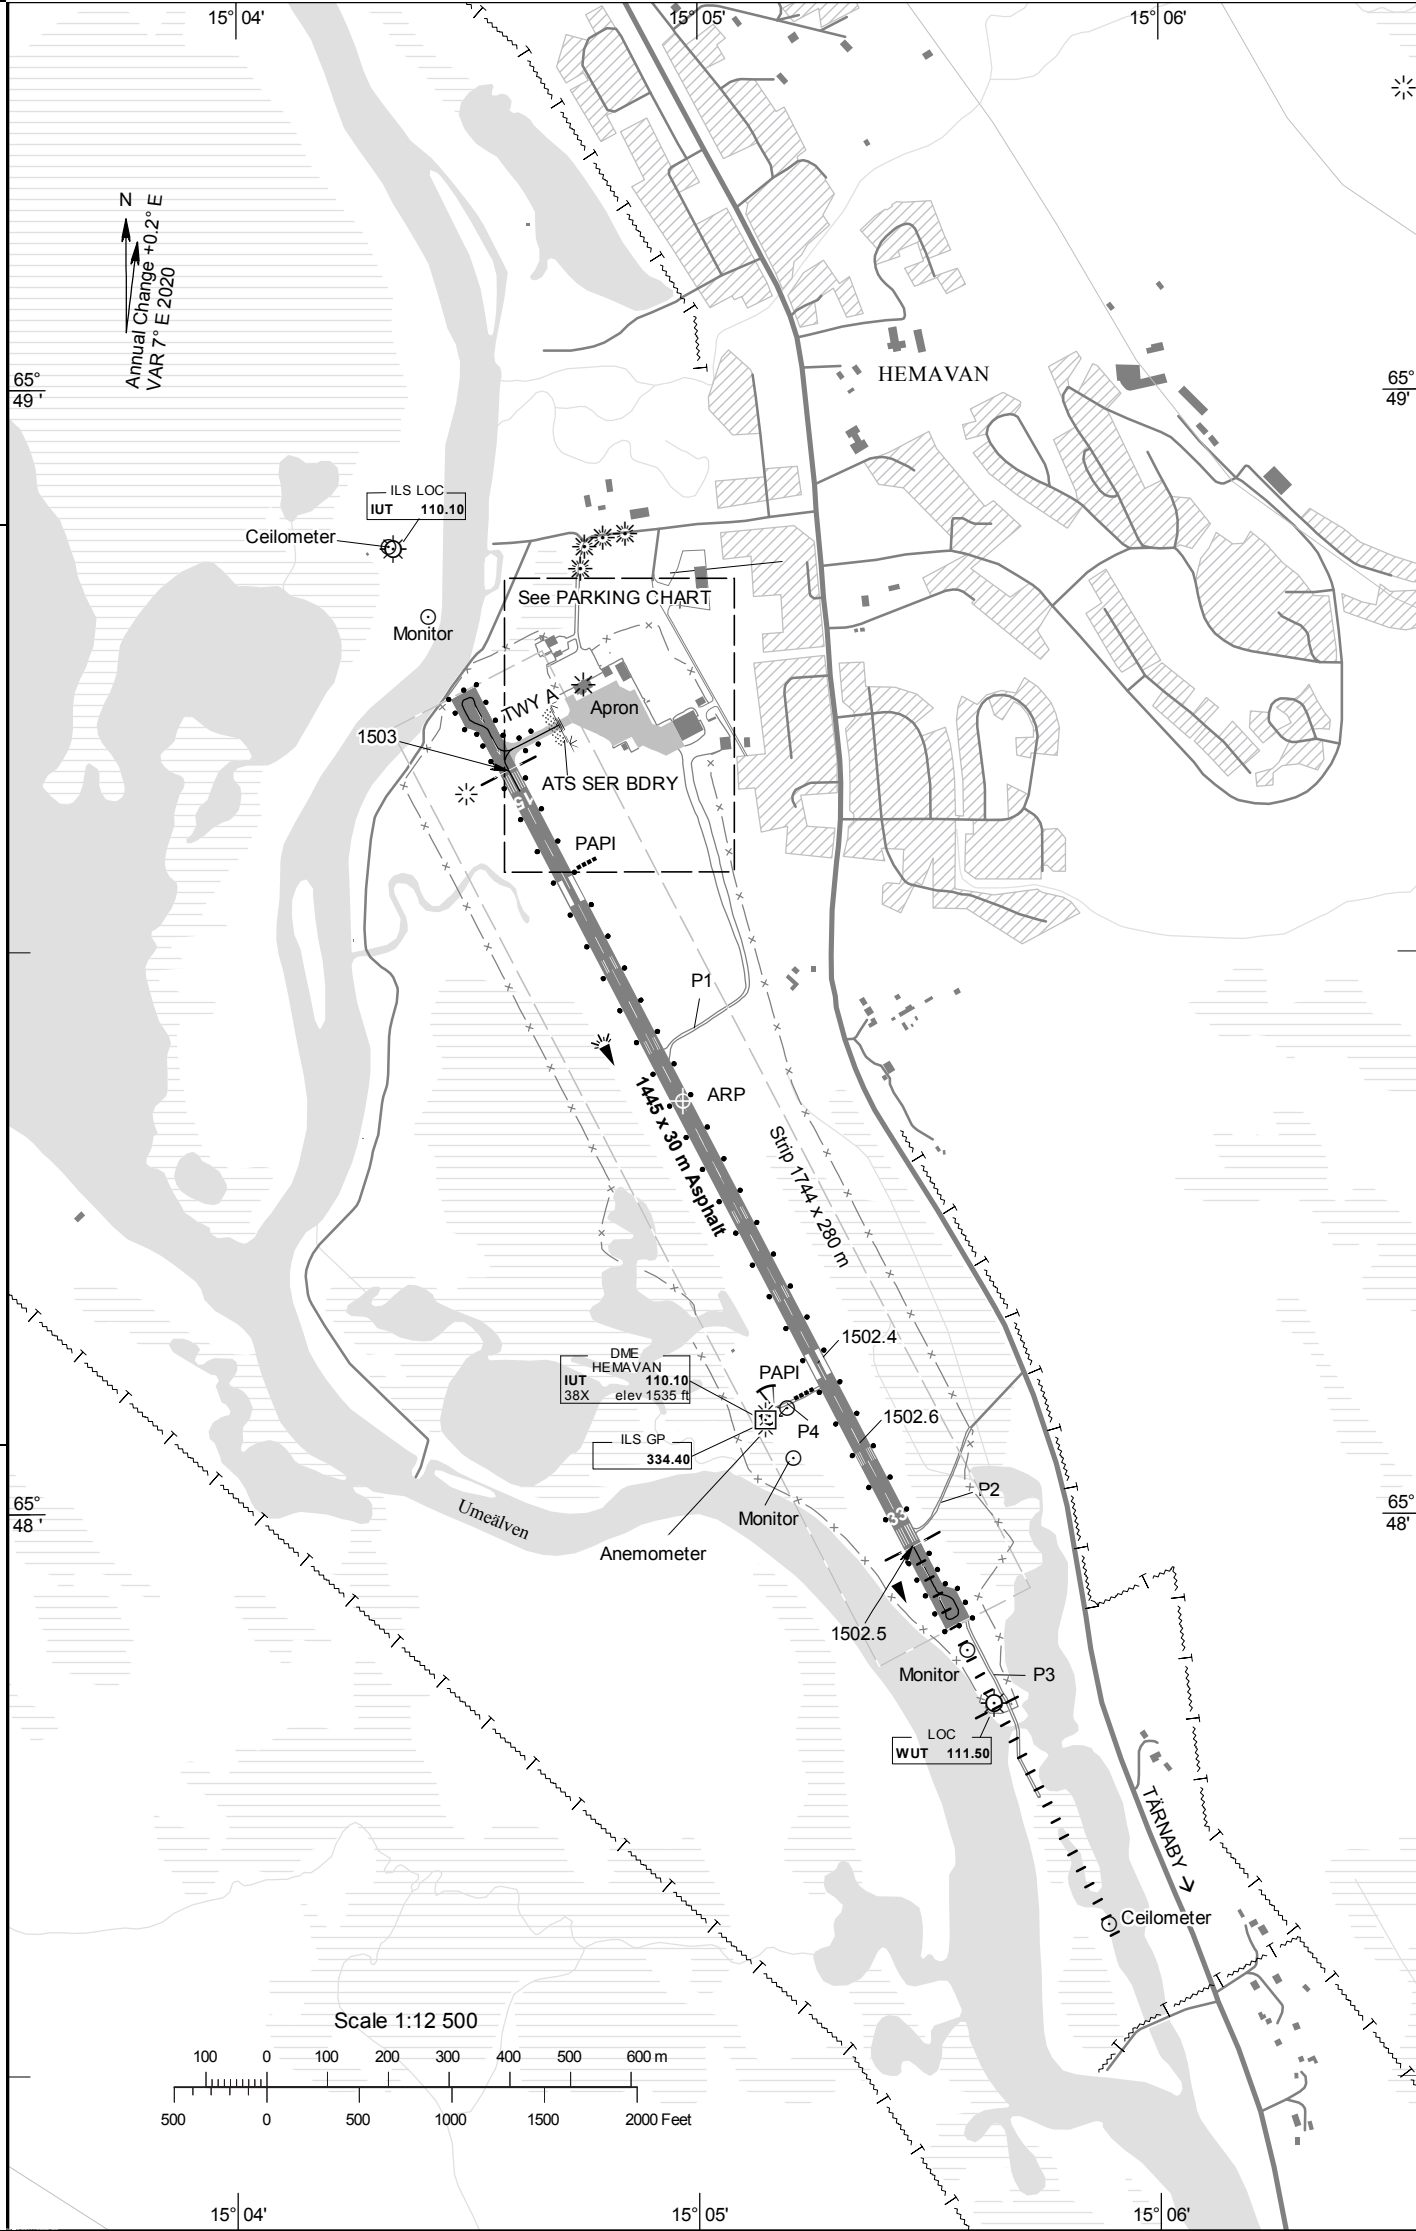 15° 04'
15° 05'
15° 06'
N
Annual Change +0.2° E
VAR 7° E 2020
65°
49 '
65°
49'
HEMAVAN
ILS LOC
IUT 110.10
Ceilometer
Monitor
See PARKING CHART
TWY A
Apron
1503
ATS SER BDRY
15
PAPI
P1
ARP
1445 x 30 m Asphalt
Strip 1744 x 280 m
1502.4
DME
HEMAVAN
IUT 110.10
38X elev 1535 ft
PAPI
P4
1502.6
ILS GP
334.40
P2
65°
48 '
65°
48'
Umeälven
Monitor
33
Anemometer
1502.5
Monitor
P3
LOC
WUT 111.50
TÄRNABY
Ceilometer
Scale 1:12 500
100 0 100 200 300 400 500 600 m
500 0 500 1000 1500 2000 Feet
15° 04'
15° 05'
15° 06'